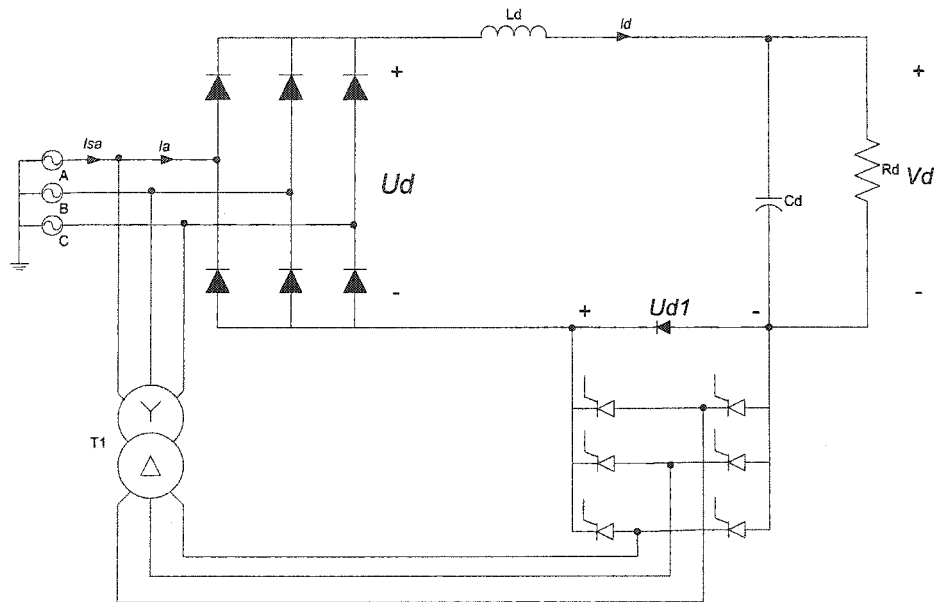 Ld
Id
+
Isa
Ia
A
B
C
Ud
-
+
Rd
Vd
-
Cd
+
Ud1
-
T1
Y
Δ